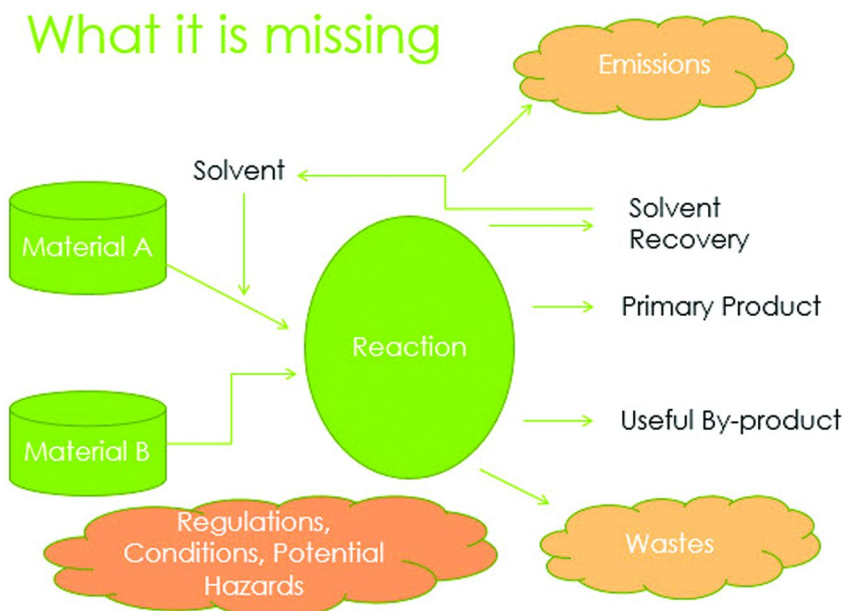 What it is missing
Emissions
Solvent
Material A
Solvent
Recovery
Primary Product
Reaction
Useful By-product
Material B
Regulations,
Conditions, Potential
Hazards
Wastes